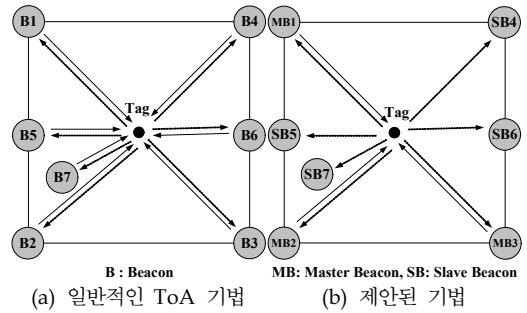 B1 B4 MB1 SB4
Tag Tag
B5 B6 SB5 SB6
B7 SB7
B2 B3 MB2 MB3
B : Beacon MB: Master Beacon, SB: Slave Beacon
(a) 일반적인 ToA 기법 (b) 제안된 기법